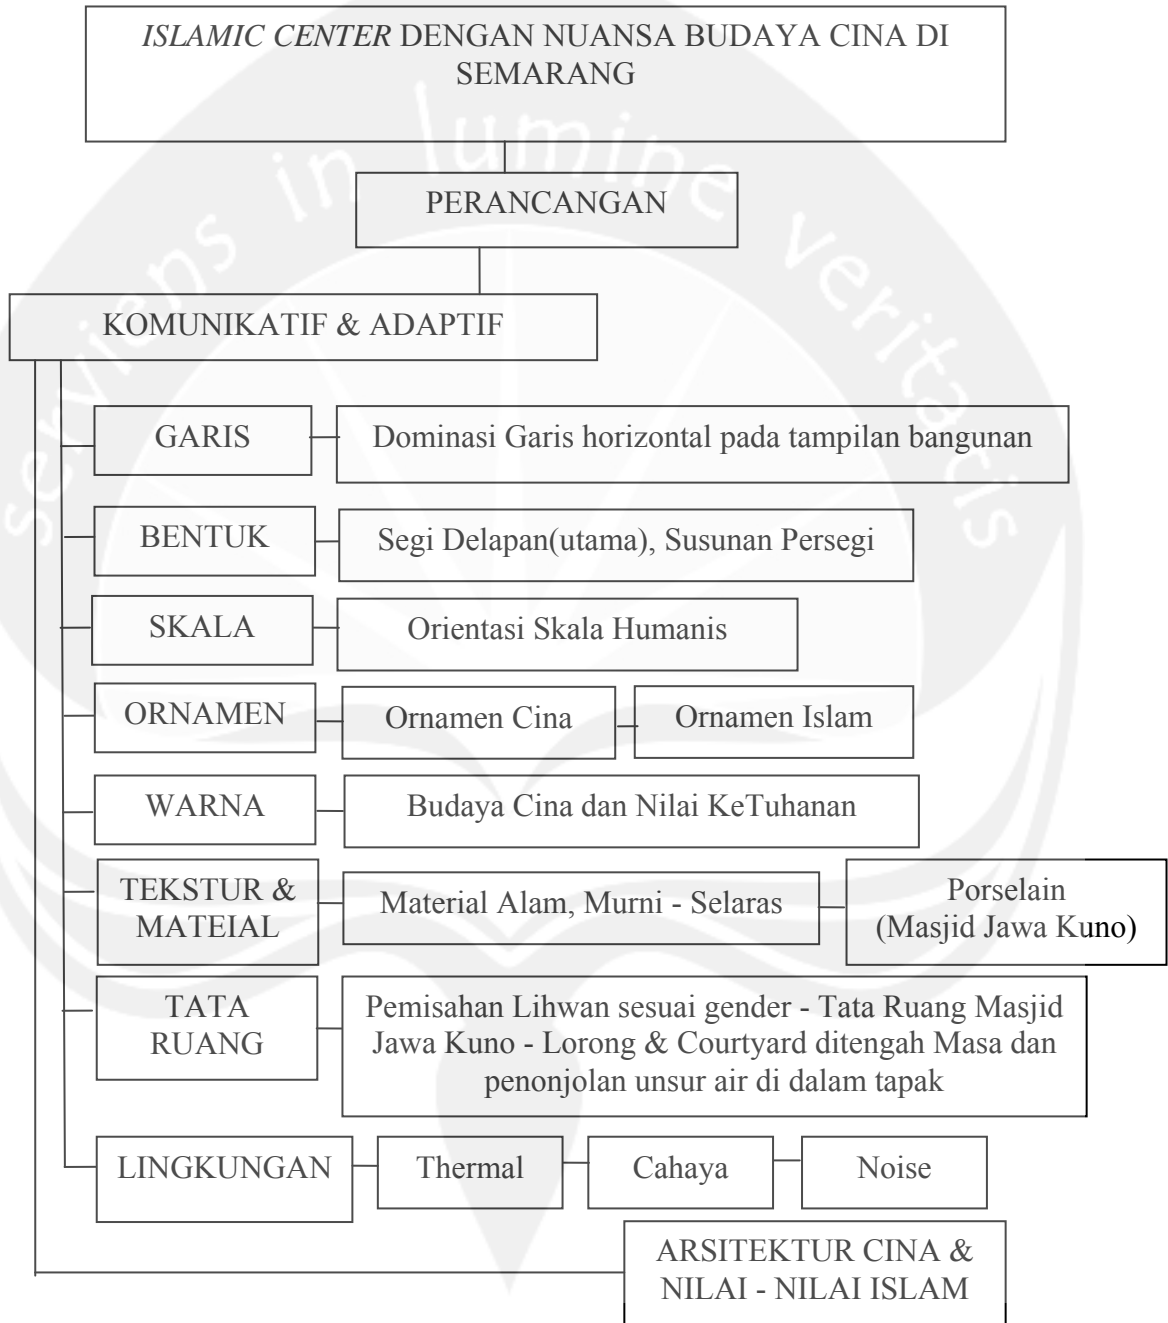 ISLAMIC CENTER DENGAN NUANSA BUDAYA CINA DI
SEMARANG
PERANCANGAN
KOMUNIKATIF & ADAPTIF
GARIS
Dominasi Garis horizontal pada tampilan bangunan
BENTUK
Segi Delapan(utama), Susunan Persegi
SKALA
Orientasi Skala Humanis
ORNAMEN
Ornamen Cina
Ornamen Islam
WARNA
Budaya Cina dan Nilai KeTuhanan
TEKSTUR &
MATEIAL
Material Alam, Murni - Selaras
Porselain
(Masjid Jawa Kuno)
TATA
RUANG
Pemisahan Lihwan sesuai gender - Tata Ruang Masjid
Jawa Kuno - Lorong & Courtyard ditengah Masa dan
penonjolan unsur air di dalam tapak
LINGKUNGAN
Thermal
Cahaya
Noise
ARSITEKTUR CINA &
NILAI - NILAI ISLAM
serviens in lumine veritatis